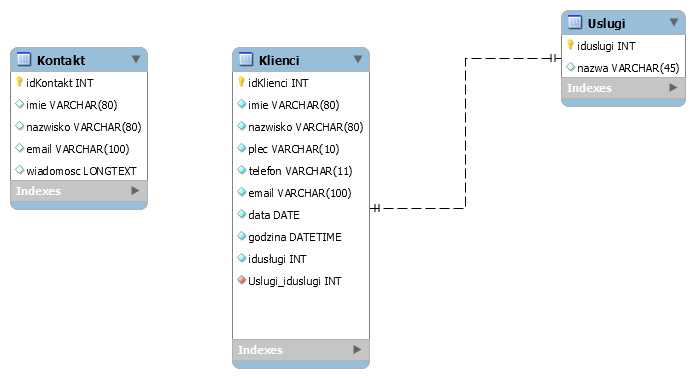 Kontakt
idKontakt INT
imie VARCHAR(80)
nazwisko VARCHAR(80)
email VARCHAR(100)
wiadomosc LONGTEXT
Indexes
Klienci
idKlienci INT
imie VARCHAR(80)
nazwisko VARCHAR(80)
plec VARCHAR(10)
telefon VARCHAR(11)
email VARCHAR(100)
data DATE
godzina DATETIME
idusługi INT
Uslugi_iduslugi INT
Indexes
Uslugi
iduslugi INT
nazwa VARCHAR(45)
Indexes